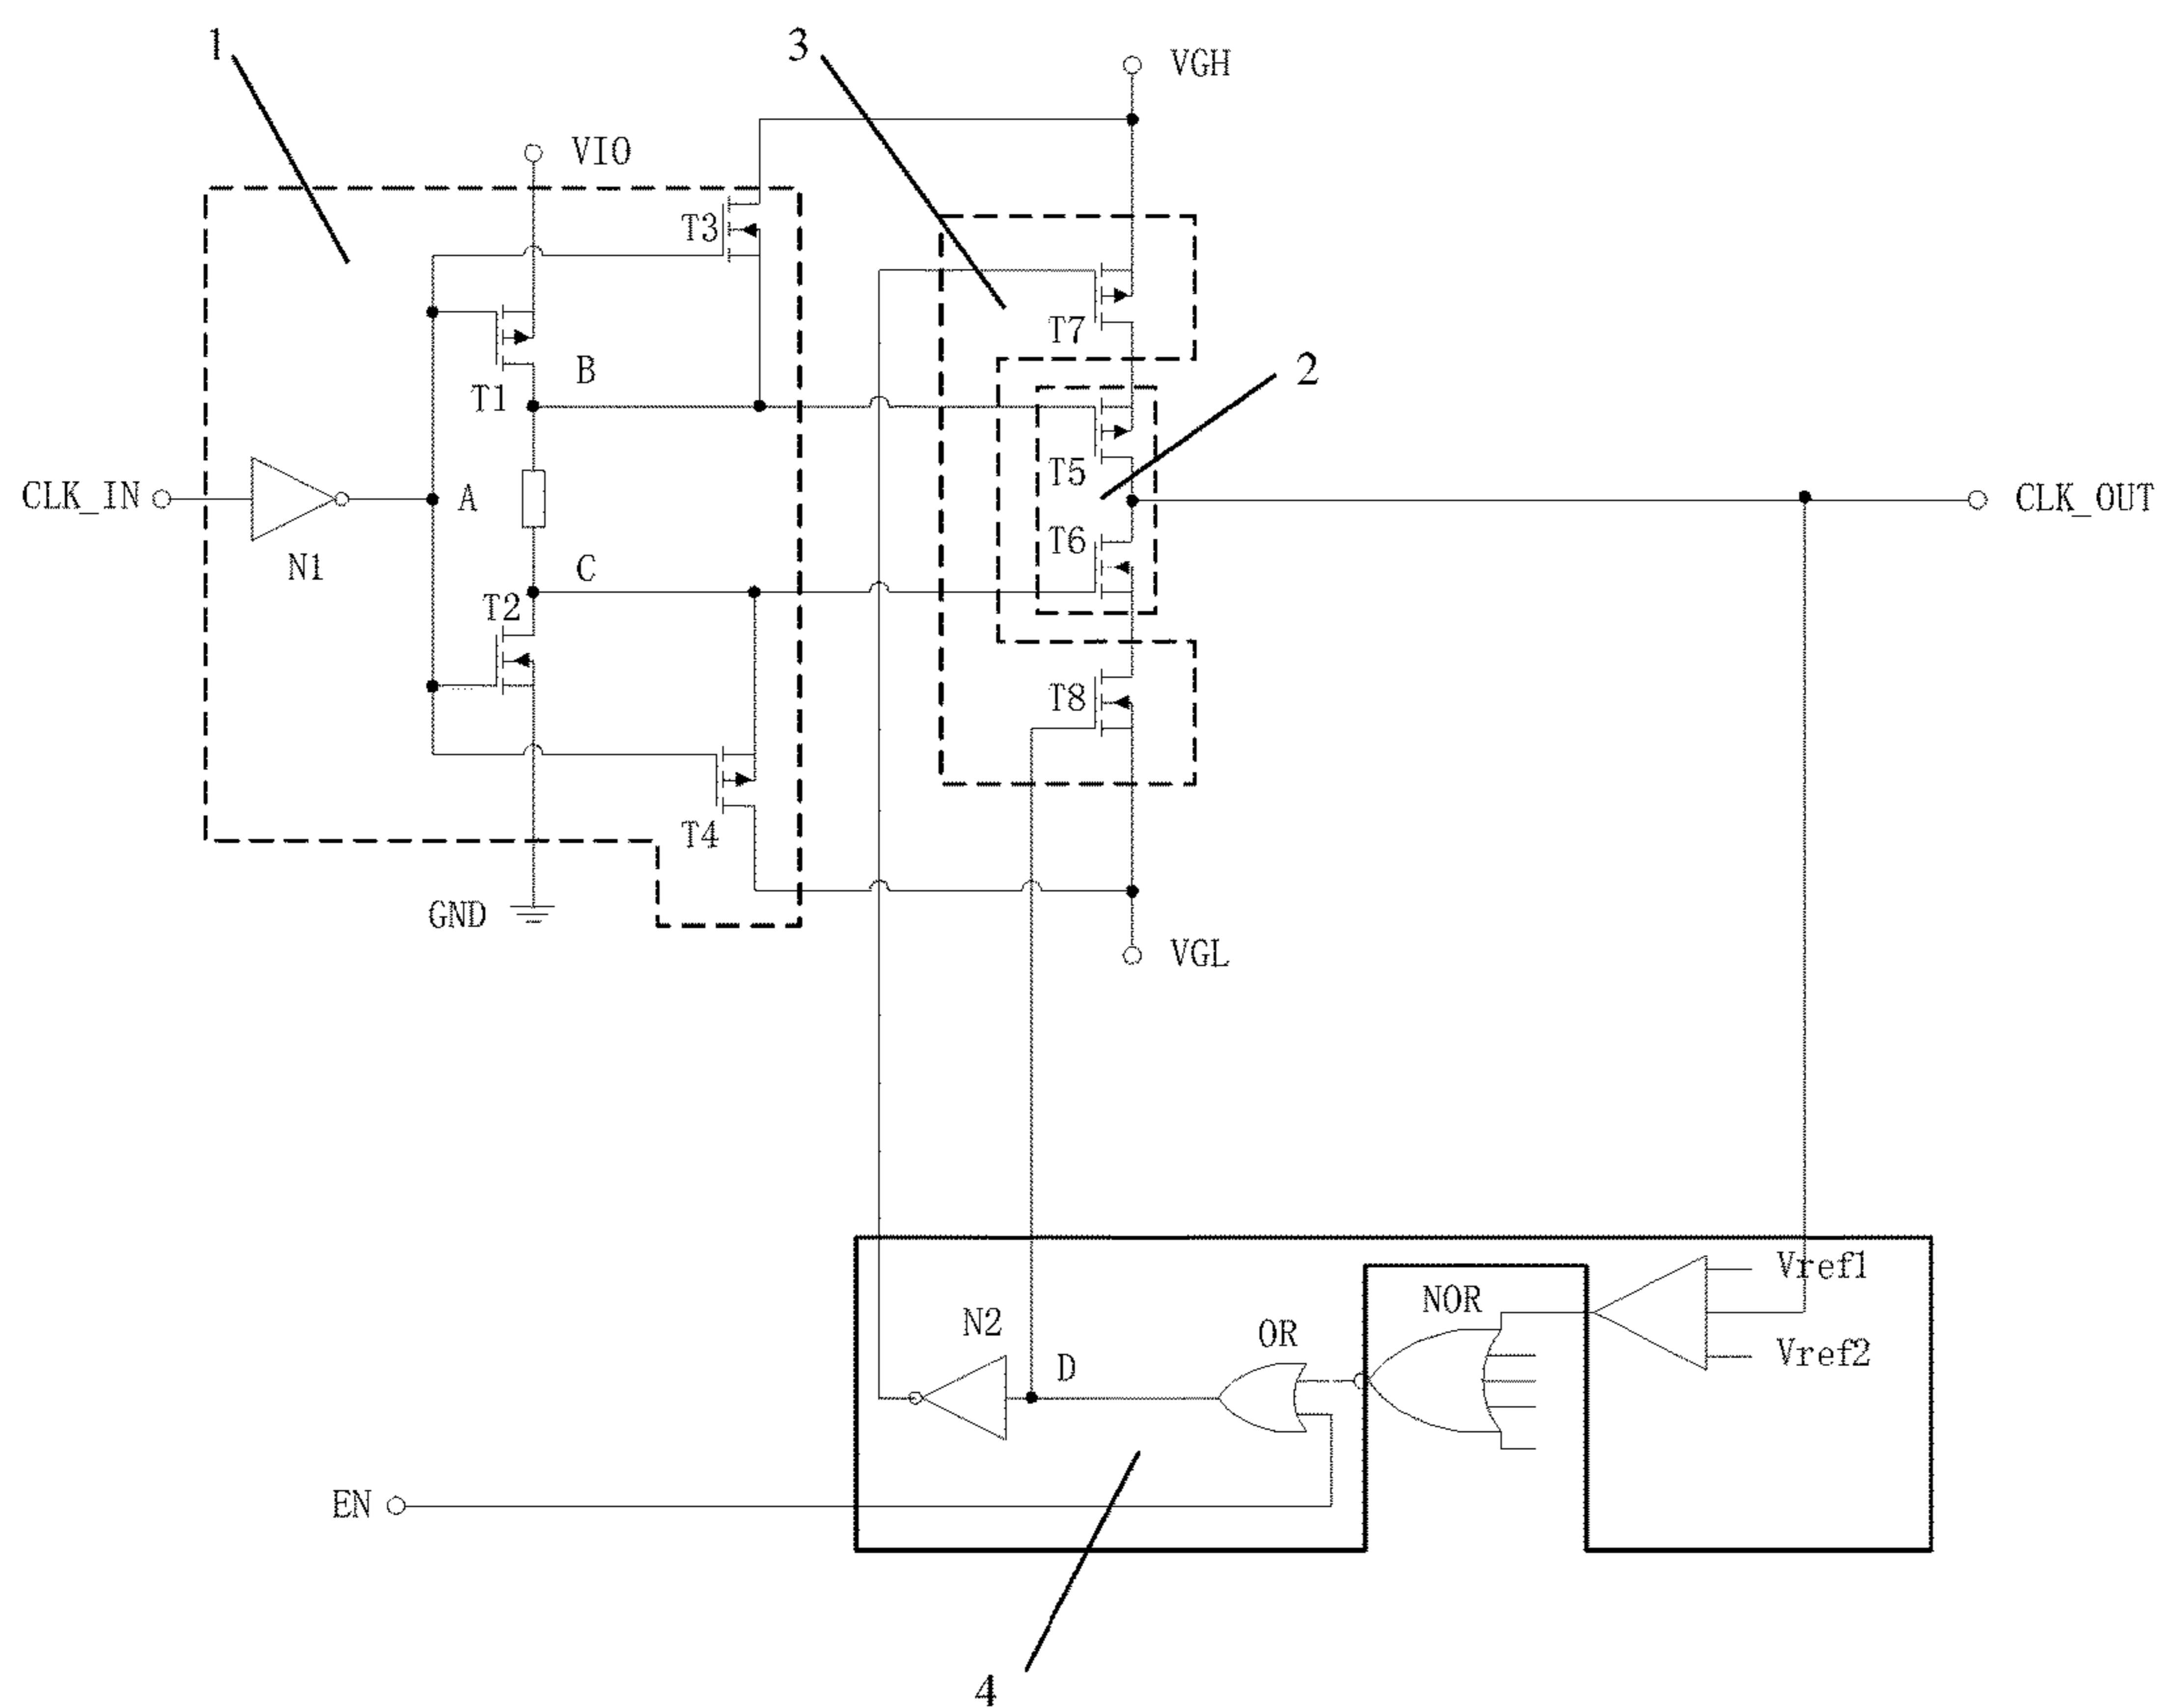 1
3
VGH
VIO
T3
T7
B
2
T1
T5
CLK_IN
A
CLK_OUT
T6
N1
C
T2
T8
T4
GND
VGL
Vref1
NOR
N2
OR
Vref2
D
EN
4